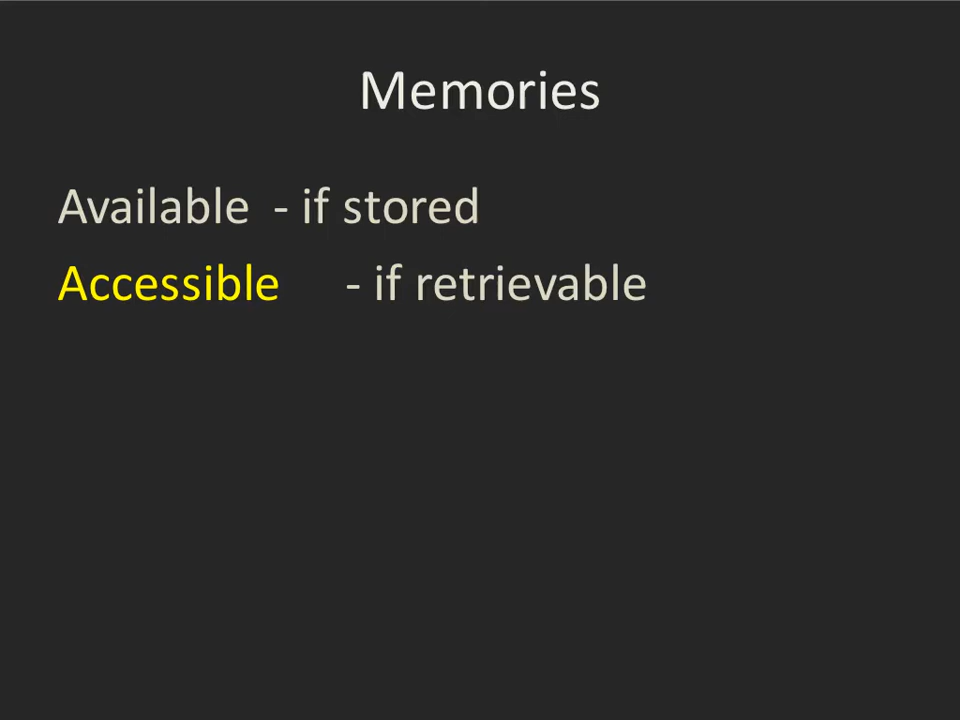 Memories
Available - if stored
Accessible - if retrievable